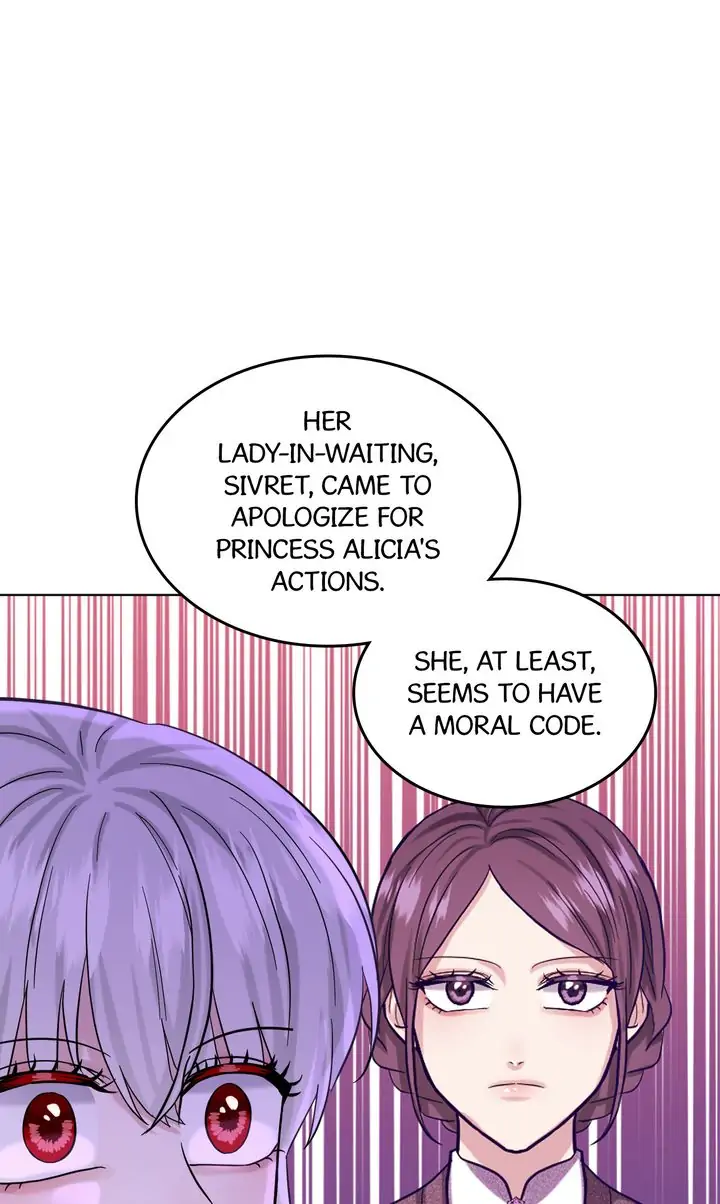 HER
LADY-IN-WAITING,
SIVRET, CAME TO
APOLOGIZE FOR
PRINCESS ALICIA'S
ACTIONS.
SHE, AT LEAST,
SEEMS TO HAVE
A MORAL CODE.